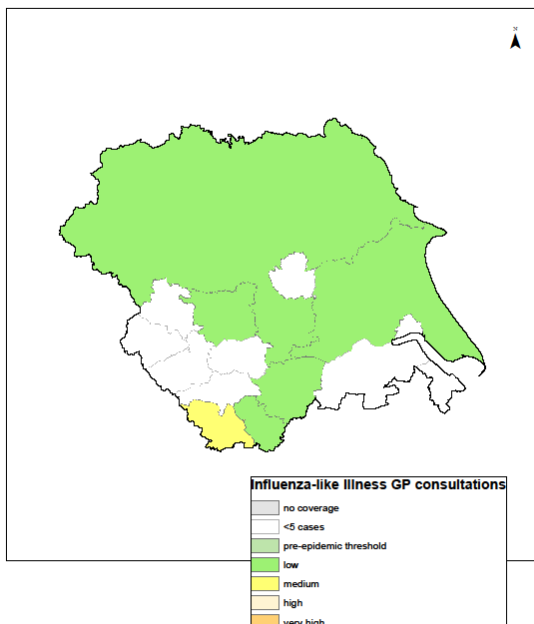 N
Influenza-like Illness GP consultations
no coverage
<5 cases
pre-epidemic threshold
low
medium
high
very high